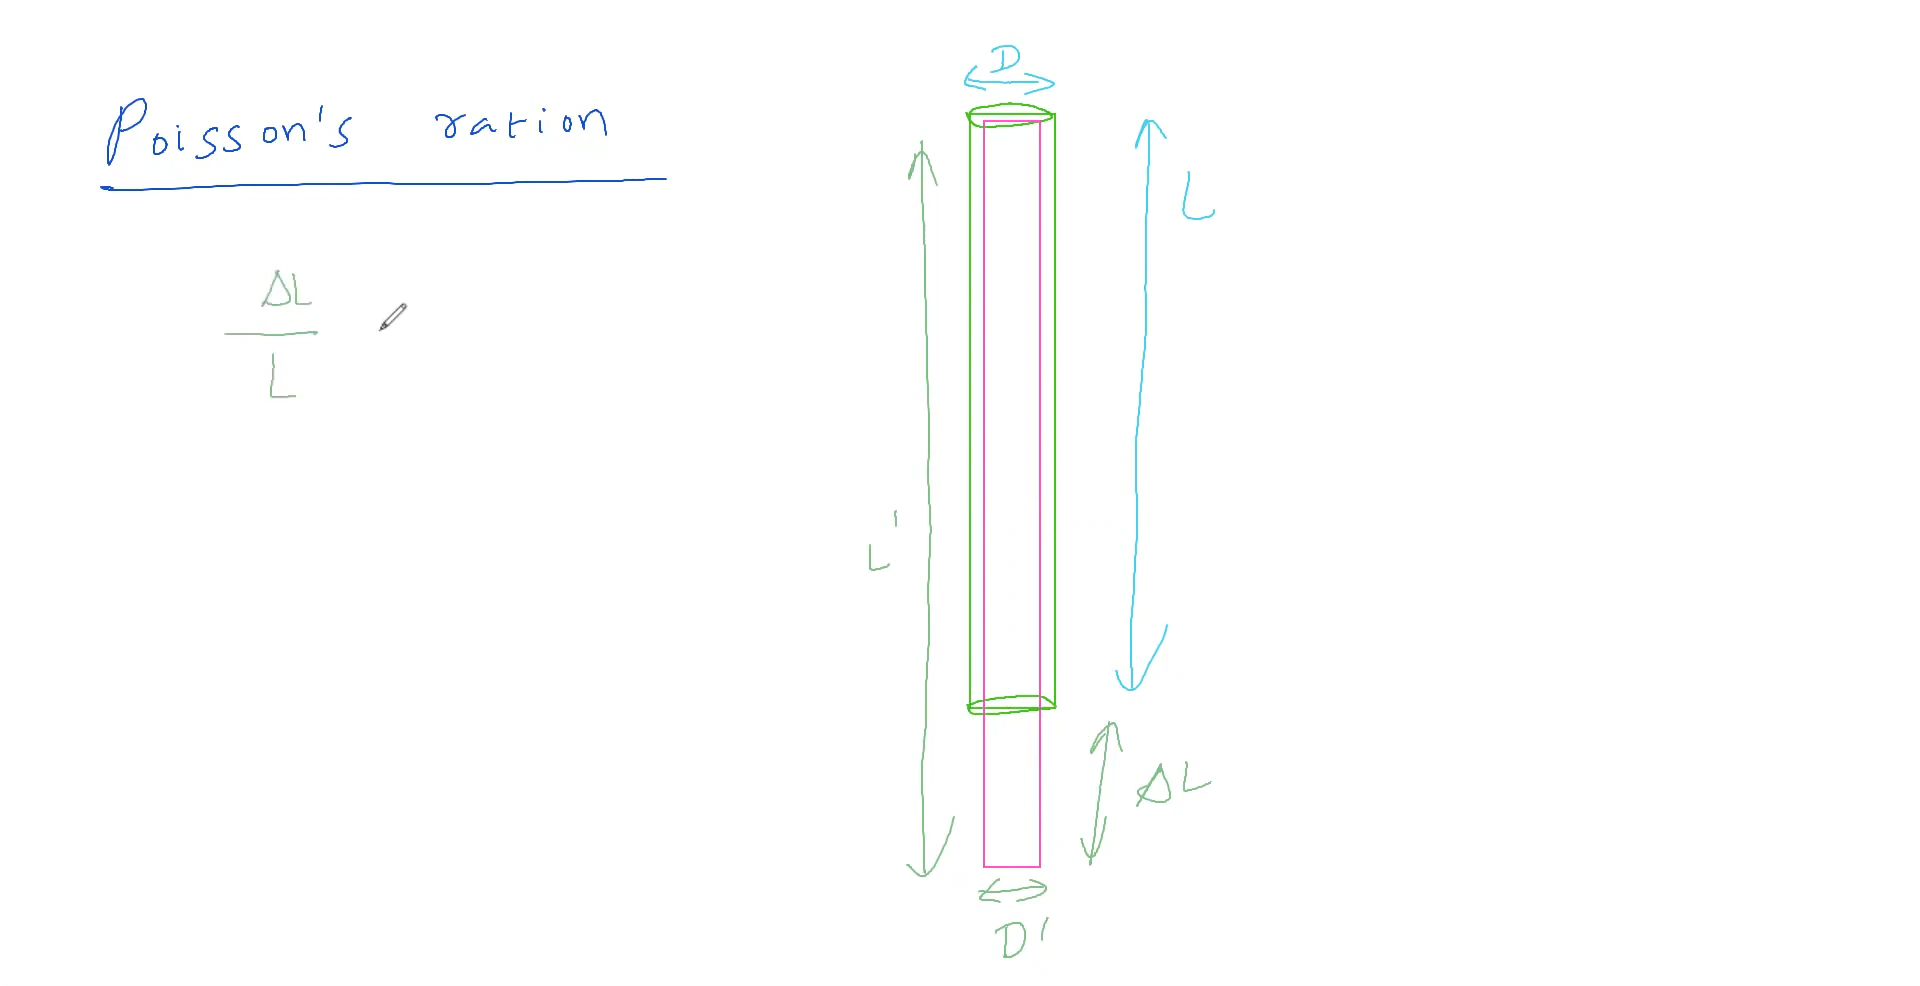 Poisson's ration
ΔL
L
D
L
L'
ΔL
D'